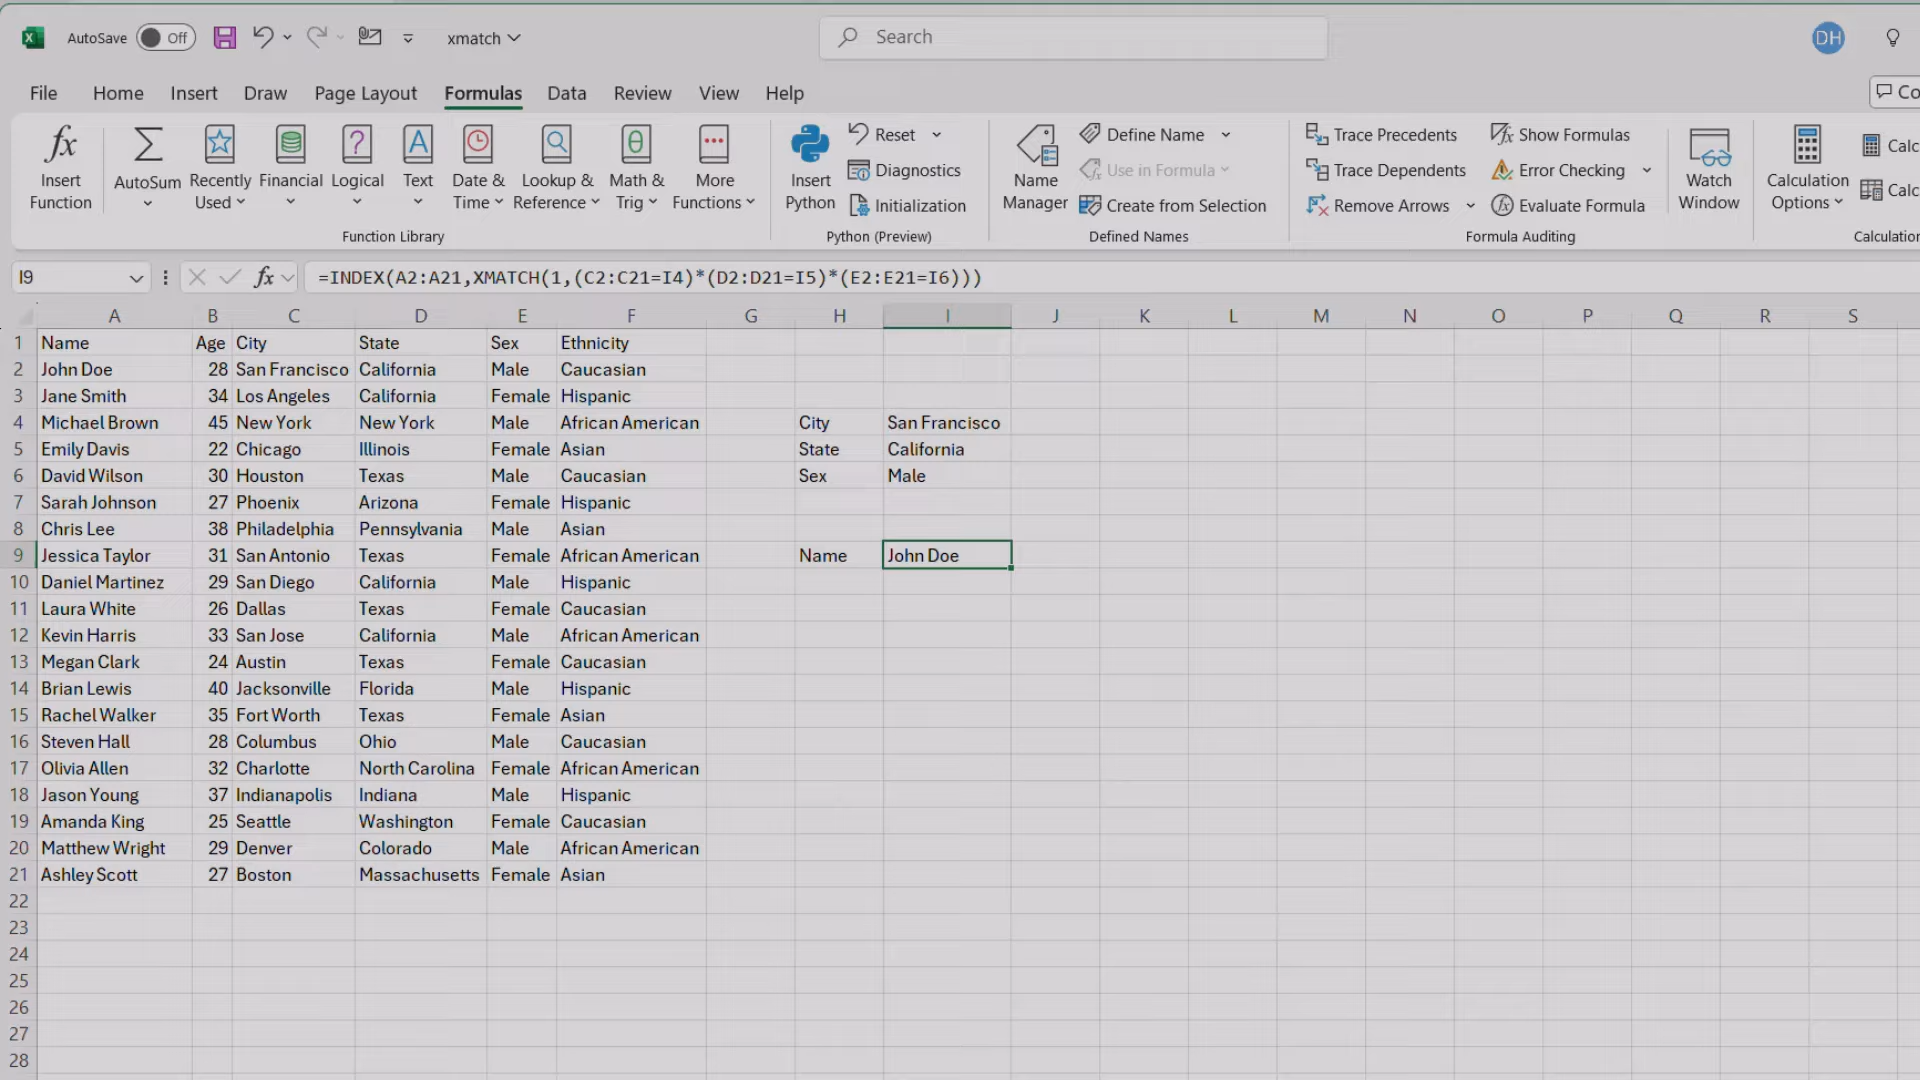 AutoSave Off xmatch Search DH
File Home Insert Draw Page Layout Formulas Data Review View Help Co
Insert Function AutoSum Recently Used Financial Logical Text Date & Time Lookup & Reference Math & Trig More Functions
Function Library
Insert Python Reset Diagnostics Initialization
Python (Preview)
Name Manager Define Name Use in Formula Create from Selection
Defined Names
Trace Precedents Show Formulas
Trace Dependents Error Checking
Remove Arrows Evaluate Formula
Formula Auditing
Watch Window
Calculation Options Calc Calc
Calculation
I9 fx =INDEX(A2:A21,XMATCH(1,(C2:C21=I4)*(D2:D21=I5)*(E2:E21=I6)))
A B C D E F G H I J K L M N O P Q R S
1 Name Age City State Sex Ethnicity
2 John Doe 28 San Francisco California Male Caucasian
3 Jane Smith 34 Los Angeles California Female Hispanic
4 Michael Brown 45 New York New York Male African American City San Francisco
5 Emily Davis 22 Chicago Illinois Female Asian State California
6 David Wilson 30 Houston Texas Male Caucasian Sex Male
7 Sarah Johnson 27 Phoenix Arizona Female Hispanic
8 Chris Lee 38 Philadelphia Pennsylvania Male Asian
9 Jessica Taylor 31 San Antonio Texas Female African American Name John Doe
10 Daniel Martinez 29 San Diego California Male Hispanic
11 Laura White 26 Dallas Texas Female Caucasian
12 Kevin Harris 33 San Jose California Male African American
13 Megan Clark 24 Austin Texas Female Caucasian
14 Brian Lewis 40 Jacksonville Florida Male Hispanic
15 Rachel Walker 35 Fort Worth Texas Female Asian
16 Steven Hall 28 Columbus Ohio Male Caucasian
17 Olivia Allen 32 Charlotte North Carolina Female African American
18 Jason Young 37 Indianapolis Indiana Male Hispanic
19 Amanda King 25 Seattle Washington Female Caucasian
20 Matthew Wright 29 Denver Colorado Male African American
21 Ashley Scott 27 Boston Massachusetts Female Asian
22
23
24
25
26
27
28